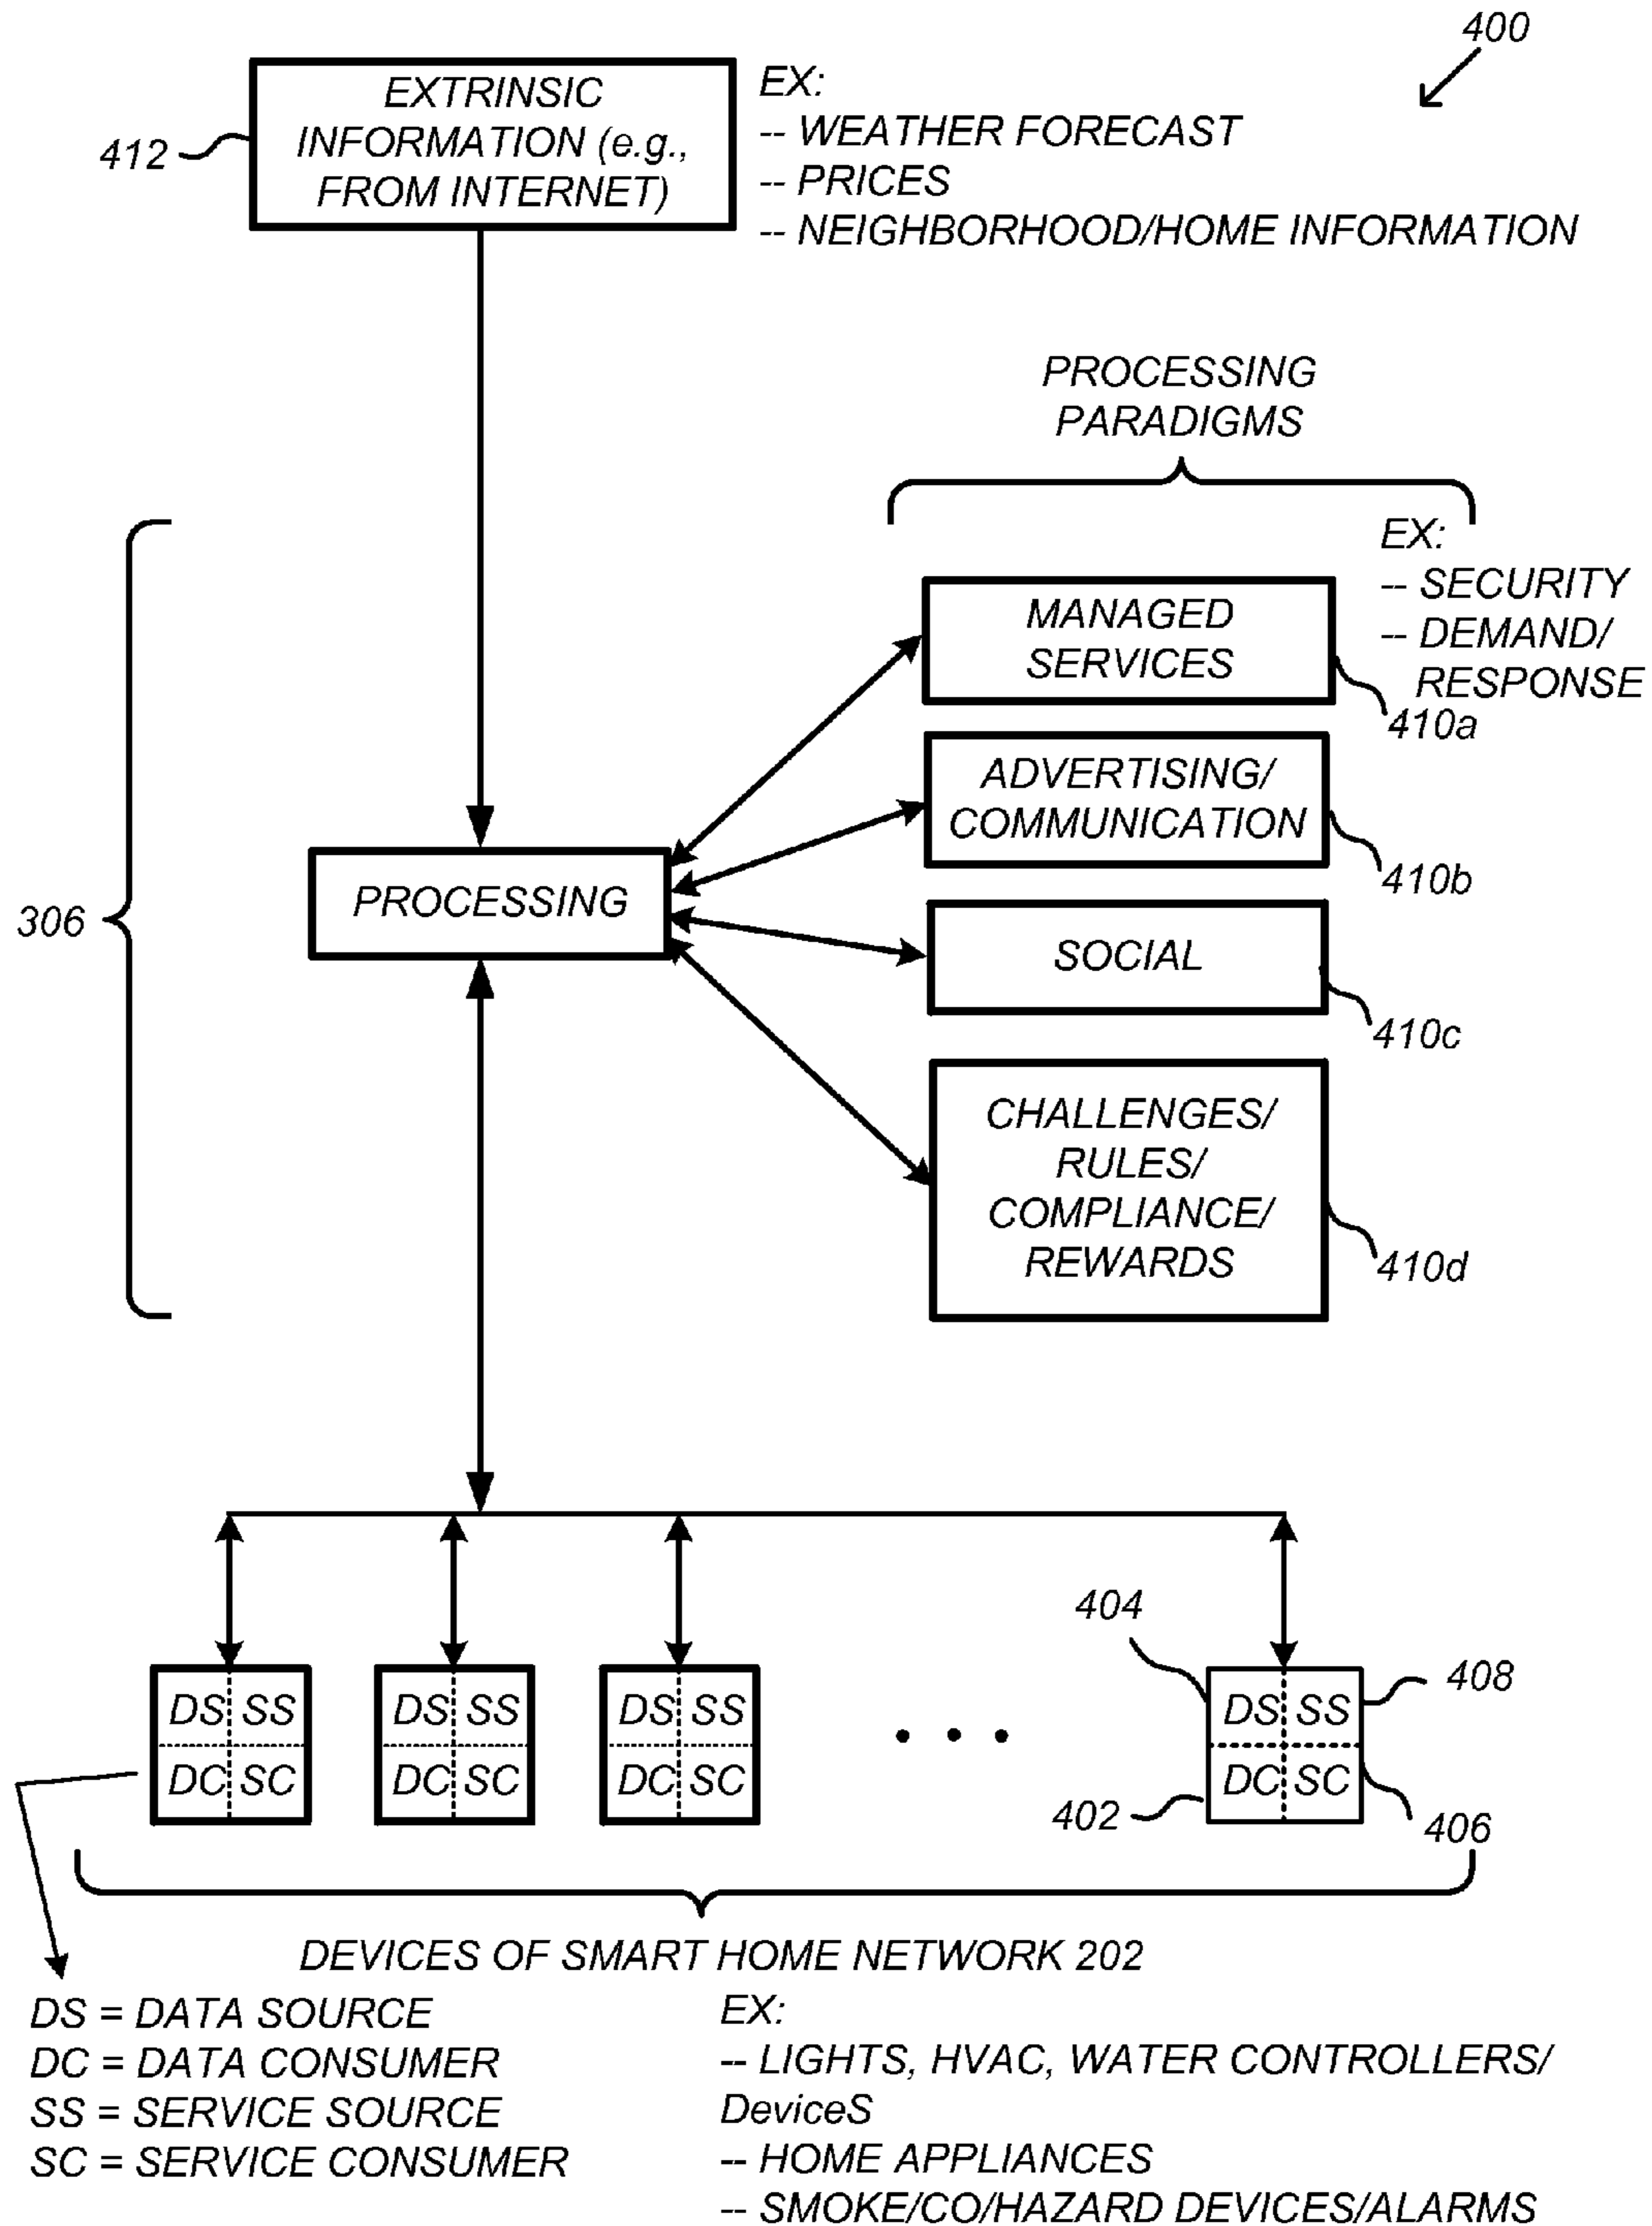 400
EXTRINSIC
INFORMATION (e.g.,
FROM INTERNET)
412
EX:
-- WEATHER FORECAST
-- PRICES
-- NEIGHBORHOOD/HOME INFORMATION
PROCESSING
PARADIGMS
EX:
-- SECURITY
-- DEMAND/
RESPONSE
MANAGED
SERVICES
410a
ADVERTISING/
COMMUNICATION
410b
306
PROCESSING
SOCIAL
410c
CHALLENGES/
RULES/
COMPLIANCE/
REWARDS
410d
404
408
DS SS
DC SC
DS SS
DC SC
DS SS
DC SC
. . .
DS SS
DC SC
402
406
DEVICES OF SMART HOME NETWORK 202
DS = DATA SOURCE
DC = DATA CONSUMER
SS = SERVICE SOURCE
SC = SERVICE CONSUMER
EX:
-- LIGHTS, HVAC, WATER CONTROLLERS/
DeviceS
-- HOME APPLIANCES
-- SMOKE/CO/HAZARD DEVICES/ALARMS